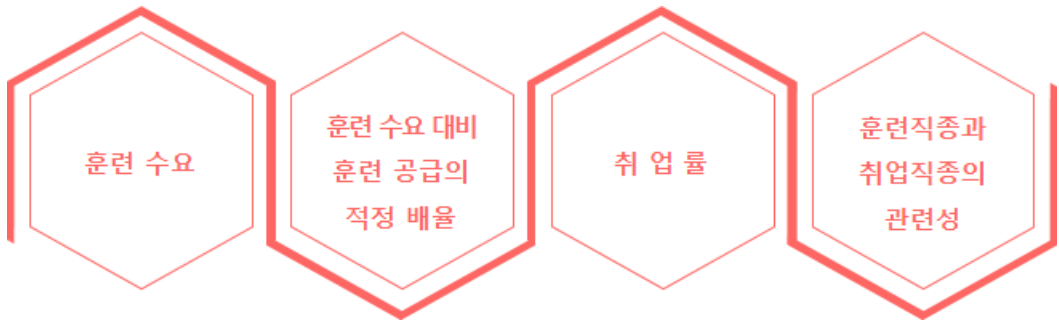 훈련 수요
훈련 수요 대비
훈련 공급의
적정 배율
취 업 률
훈련직종과
취업직종의
관련성